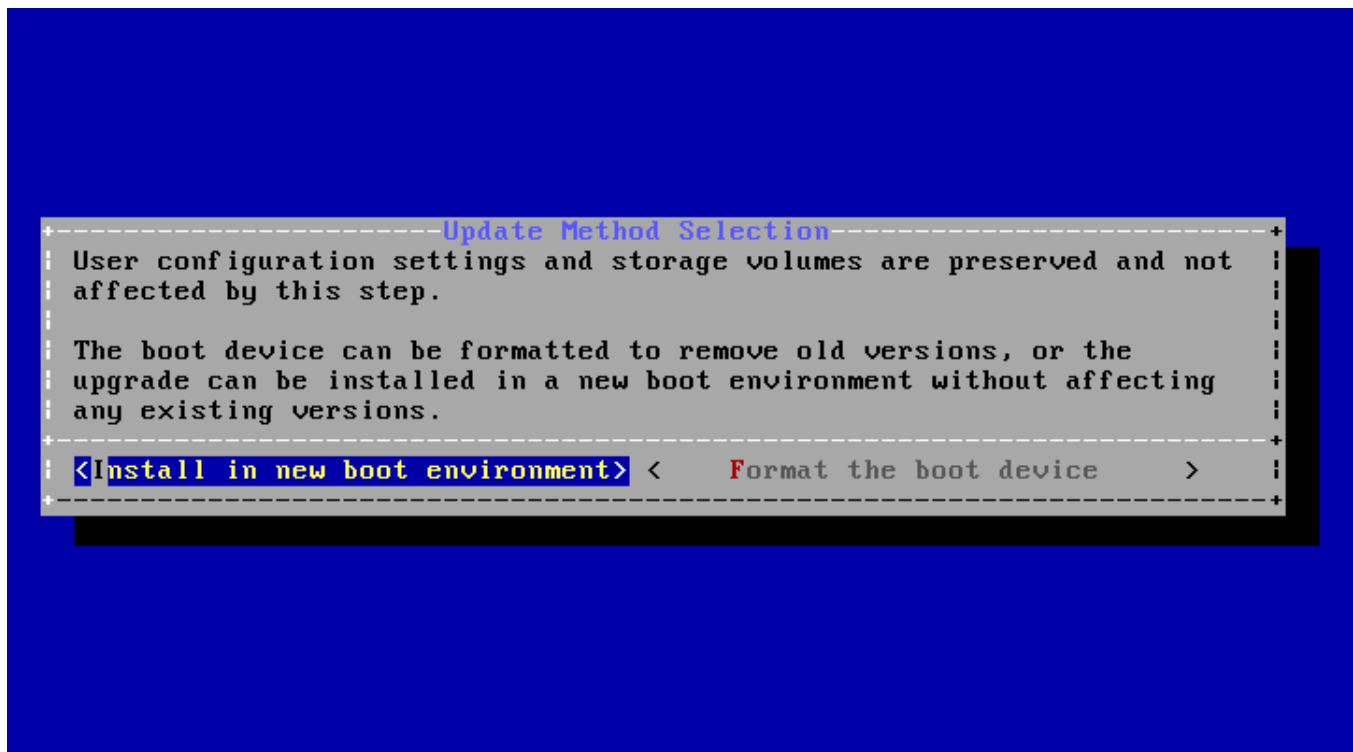 Update Method Selection
User configuration settings and storage volumes are preserved and not
affected by this step.
The boot device can be formatted to remove old versions, or the
upgrade can be installed in a new boot environment without affecting
any existing versions.
<Install in new boot environment> < Format the boot device >